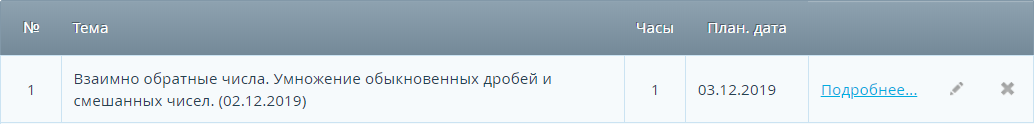 № Тема Часы План. дата
1 Взаимно обратные числа. Умножение обыкновенных дробей и
смешанных чисел. (02.12.2019) 1 03.12.2019 Подробнее...